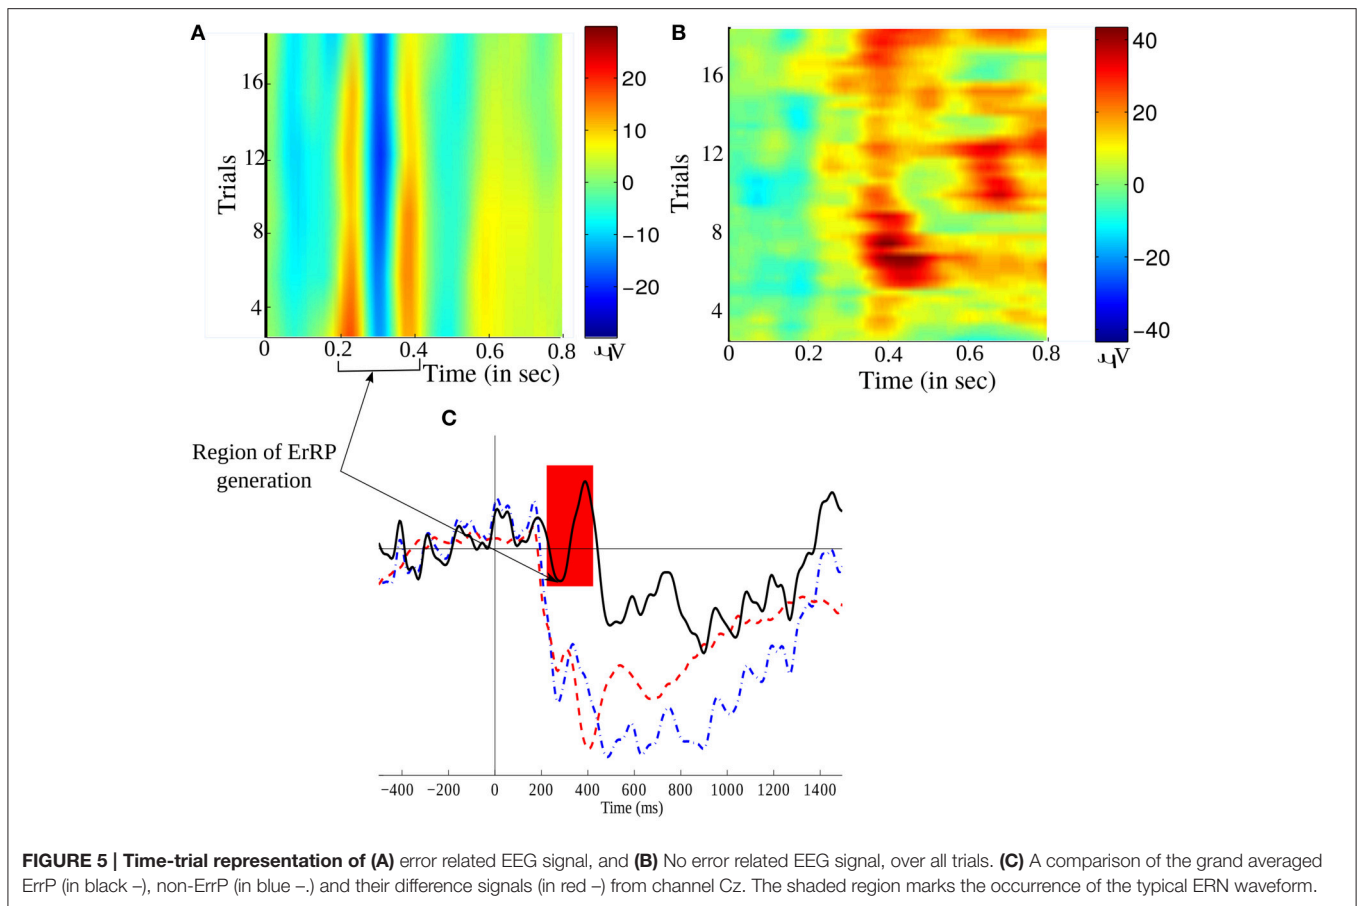 A
B
16
12
8
4
Trials
0
0.2
0.4
0.6
0.8
Time (in sec)
20
10
0
−10
−20
µV
16
12
8
4
Trials
0
0.2
0.4
0.6
0.8
Time (in sec)
40
20
0
−20
−40
µV
C
Region of ErRP
generation
−400 −200 0 200 400 600 800 1000 1200 1400
Time (ms)
FIGURE 5 | Time-trial representation of (A) error related EEG signal, and (B) No error related EEG signal, over all trials. (C) A comparison of the grand averaged
ErrP (in black –), non-ErrP (in blue –.) and their difference signals (in red –) from channel Cz. The shaded region marks the occurrence of the typical ERN waveform.